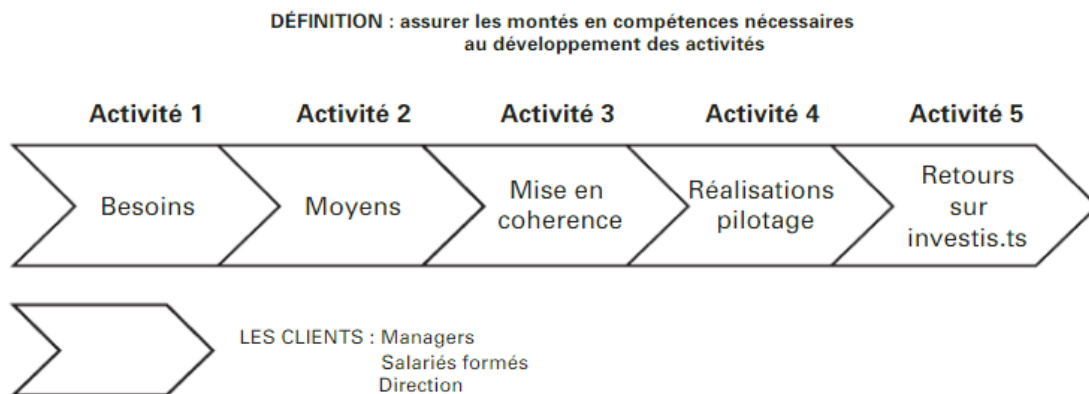 DÉFINITION : assurer les montés en compétences nécessaires
au développement des activités
Activité 1 Activité 2 Activité 3 Activité 4 Activité 5
Besoins
Moyens
Mise en
coherence
Réalisations
pilotage
Retours
sur
investis.ts
LES CLIENTS : Managers
Salariés formés
Direction